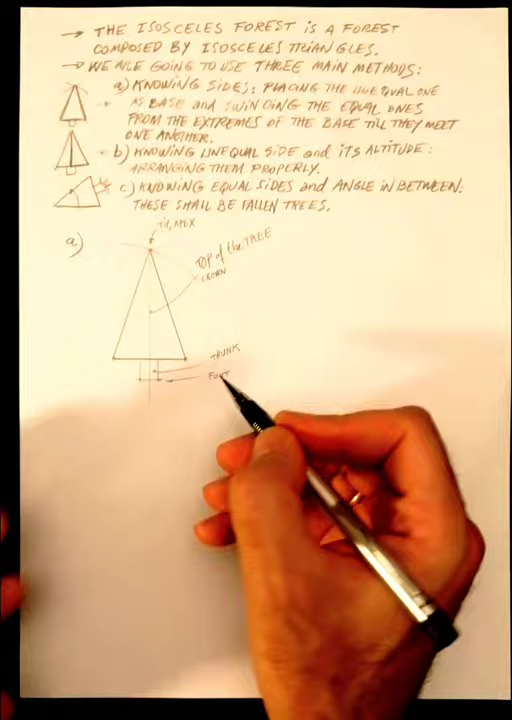 → THE ISOSCELES FOREST IS A FOREST
COMPOSED BY ISOSCELES TRIANGLES.
→ WE ARE GOING TO USE THREE MAIN METHODS:
a) KNOWING SIDES: PLACING THE UNEQUAL ONE
AS BASE and SWINGING THE EQUAL ONES
FROM THE EXTREMES OF THE BASE TILL THEY MEET
ONE ANOTHER.
b) KNOWING UNEQUAL SIDE and ITS ALTITUDE:
ARRANGING THEM PROPERLY.
c) KNOWING EQUAL SIDES and ANGLE IN BETWEEN:
THESE SHALL BE FALLEN TREES.
a)
TIP, APEX
TOP of the TREE
CROWN
TRUNK